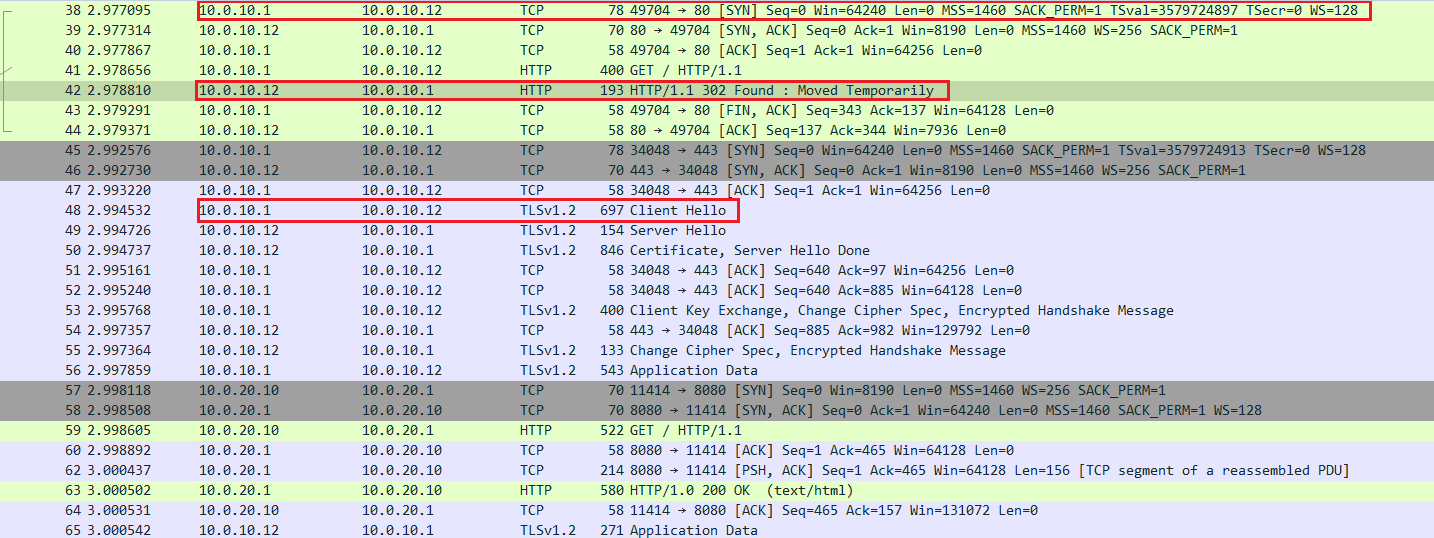 38 2.977095 10.0.10.1 10.0.10.12 TCP 78 49704 → 80 [SYN] Seq=0 Win=64240 Len=0 MSS=1460 SACK_PERM=1 TSval=3579724897 TSecr=0 WS=128
39 2.977314 10.0.10.12 10.0.10.1 TCP 70 80 → 49704 [SYN, ACK] Seq=0 Ack=1 Win=8190 Len=0 MSS=1460 WS=256 SACK_PERM=1
40 2.977867 10.0.10.1 10.0.10.12 TCP 58 49704 → 80 [ACK] Seq=1 Ack=1 Win=64256 Len=0
41 2.978656 10.0.10.1 10.0.10.12 HTTP 400 GET / HTTP/1.1
42 2.978810 10.0.10.12 10.0.10.1 HTTP 193 HTTP/1.1 302 Found : Moved Temporarily
43 2.979291 10.0.10.1 10.0.10.12 TCP 58 49704 → 80 [FIN, ACK] Seq=343 Ack=137 Win=64128 Len=0
44 2.979371 10.0.10.12 10.0.10.1 TCP 58 80 → 49704 [ACK] Seq=137 Ack=344 Win=7936 Len=0
45 2.992576 10.0.10.1 10.0.10.12 TCP 78 34048 → 443 [SYN] Seq=0 Win=64240 Len=0 MSS=1460 SACK_PERM=1 TSval=3579724913 TSecr=0 WS=128
46 2.992730 10.0.10.12 10.0.10.1 TCP 70 443 → 34048 [SYN, ACK] Seq=0 Ack=1 Win=8190 Len=0 MSS=1460 WS=256 SACK_PERM=1
47 2.993220 10.0.10.1 10.0.10.12 TCP 58 34048 → 443 [ACK] Seq=1 Ack=1 Win=64256 Len=0
48 2.994532 10.0.10.1 10.0.10.12 TLSv1.2 697 Client Hello
49 2.994726 10.0.10.12 10.0.10.1 TLSv1.2 154 Server Hello
50 2.994737 10.0.10.12 10.0.10.1 TLSv1.2 846 Certificate, Server Hello Done
51 2.995161 10.0.10.1 10.0.10.12 TCP 58 34048 → 443 [ACK] Seq=640 Ack=97 Win=64256 Len=0
52 2.995240 10.0.10.1 10.0.10.12 TCP 58 34048 → 443 [ACK] Seq=640 Ack=885 Win=64128 Len=0
53 2.995768 10.0.10.1 10.0.10.12 TLSv1.2 400 Client Key Exchange, Change Cipher Spec, Encrypted Handshake Message
54 2.997357 10.0.10.12 10.0.10.1 TCP 58 443 → 34048 [ACK] Seq=885 Ack=982 Win=129792 Len=0
55 2.997364 10.0.10.12 10.0.10.1 TLSv1.2 133 Change Cipher Spec, Encrypted Handshake Message
56 2.997859 10.0.10.1 10.0.10.12 TLSv1.2 543 Application Data
57 2.998118 10.0.20.10 10.0.20.1 TCP 70 11414 → 8080 [SYN] Seq=0 Win=8190 Len=0 MSS=1460 WS=256 SACK_PERM=1
58 2.998508 10.0.20.1 10.0.20.10 TCP 70 8080 → 11414 [SYN, ACK] Seq=0 Ack=1 Win=64240 Len=0 MSS=1460 SACK_PERM=1 WS=128
59 2.998605 10.0.20.10 10.0.20.1 HTTP 522 GET / HTTP/1.1
60 2.998892 10.0.20.1 10.0.20.10 TCP 58 8080 → 11414 [ACK] Seq=1 Ack=465 Win=64128 Len=0
62 3.000437 10.0.20.1 10.0.20.10 TCP 214 8080 → 11414 [PSH, ACK] Seq=1 Ack=465 Win=64128 Len=156 [TCP segment of a reassembled PDU]
63 3.000502 10.0.20.1 10.0.20.10 HTTP 580 HTTP/1.0 200 OK (text/html)
64 3.000531 10.0.20.10 10.0.20.1 TCP 58 11414 → 8080 [ACK] Seq=465 Ack=157 Win=131072 Len=0
65 3.000542 10.0.10.12 10.0.10.1 TLSv1.2 271 Application Data